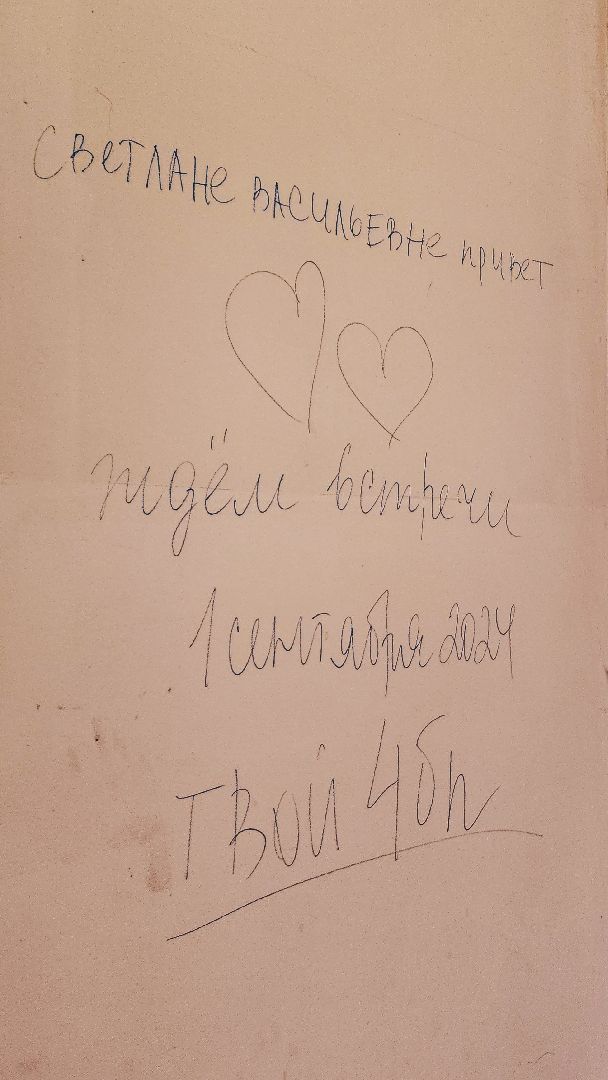 Светлане Васильевне привет
ждём встречи
1 сентября 2024
Твой 4бп